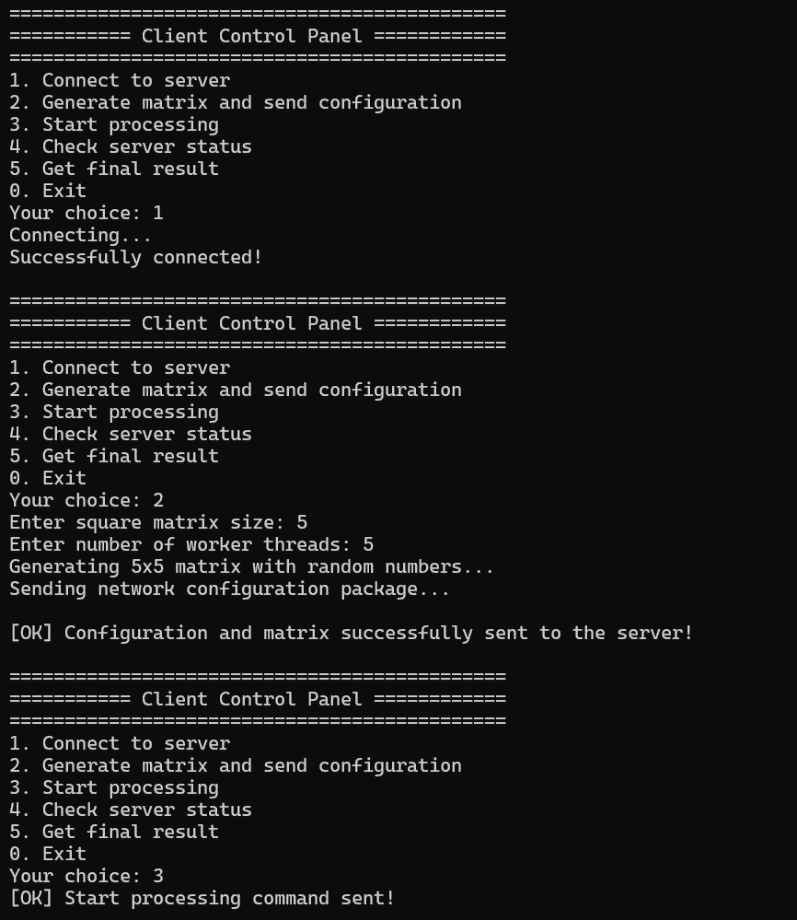 =============================================
=========== Client Control Panel ============
=============================================
1. Connect to server
2. Generate matrix and send configuration
3. Start processing
4. Check server status
5. Get final result
0. Exit
Your choice: 1
Connecting...
Successfully connected!

=============================================
=========== Client Control Panel ============
=============================================
1. Connect to server
2. Generate matrix and send configuration
3. Start processing
4. Check server status
5. Get final result
0. Exit
Your choice: 2
Enter square matrix size: 5
Enter number of worker threads: 5
Generating 5x5 matrix with random numbers...
Sending network configuration package...

[OK] Configuration and matrix successfully sent to the server!

=============================================
=========== Client Control Panel ============
=============================================
1. Connect to server
2. Generate matrix and send configuration
3. Start processing
4. Check server status
5. Get final result
0. Exit
Your choice: 3
[OK] Start processing command sent!